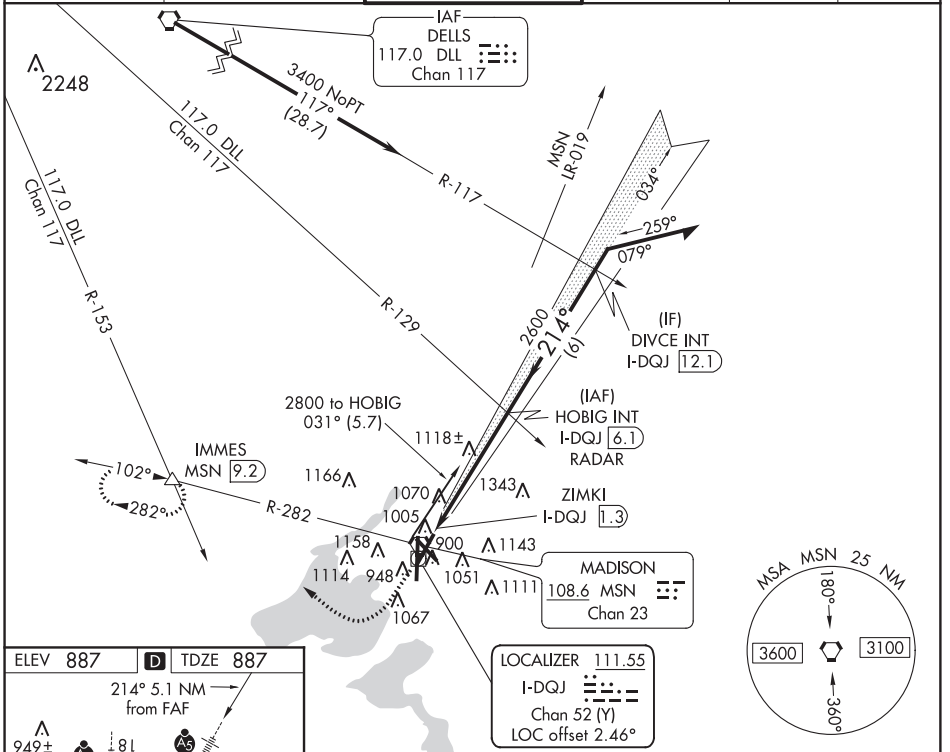 IAF
DELLS
117.0 DLL
Chan 117
2248
3400 NoPT
117°
(28.7)
117.0 DLL
Chan 117
MSN
LR-019
R-117
034°
117.0 DLL
Chan 117
259°
079°
R-153
R-129
2600
214°
(6)
(IF)
DIVCE INT
I-DQJ 12.1
2800 to HOBIG
031° (5.7)
(IAF)
HOBIG INT
I-DQJ 6.1
RADAR
1118±
IMMES
MSN 9.2
102°
282°
1166
R-282
1070
1343
1005
ZIMKI
I-DQJ 1.3
1158
900
1143
1114
948
1051
1111
1067
MADISON
108.6 MSN
Chan 23
MSA MSN 25 NM
180°
3600
3100
360°
LOCALIZER 111.55
I-DQJ
Chan 52 (Y)
LOC offset 2.46°
ELEV 887 D TDZE 887
214° 5.1 NM
from FAF
949±
18L
A5